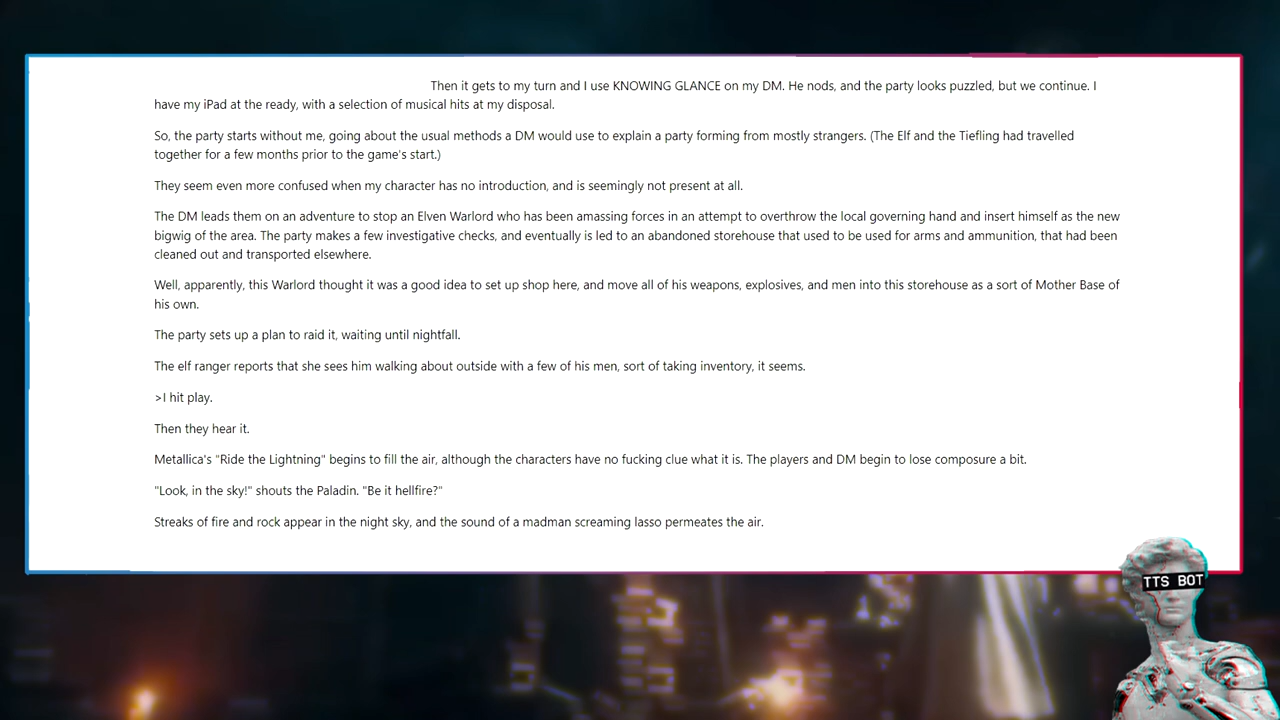 Then it gets to my turn and I use KNOWING GLANCE on my DM. He nods, and the party looks puzzled, but we continue. I
have my iPad at the ready, with a selection of musical hits at my disposal.
So, the party starts without me, going about the usual methods a DM would use to explain a party forming from mostly strangers. (The Elf and the Tiefling had travelled
together for a few months prior to the game's start.)
They seem even more confused when my character has no introduction, and is seemingly not present at all.
The DM leads them on an adventure to stop an Elven Warlord who has been amassing forces in an attempt to overthrow the local governing hand and insert himself as the new
bigwig of the area. The party makes a few investigative checks, and eventually is led to an abandoned storehouse that used to be used for arms and ammunition, that had been
cleaned out and transported elsewhere.
Well, apparently, this Warlord thought it was a good idea to set up shop here, and move all of his weapons, explosives, and men into this storehouse as a sort of Mother Base of
his own.
The party sets up a plan to raid it, waiting until nightfall.
The elf ranger reports that she sees him walking about outside with a few of his men, sort of taking inventory, it seems.
>I hit play.
Then they hear it.
Metallica's "Ride the Lightning" begins to fill the air, although the characters have no fucking clue what it is. The players and DM begin to lose composure a bit.
"Look, in the sky!" shouts the Paladin. "Be it hellfire?"
Streaks of fire and rock appear in the night sky, and the sound of a madman screaming lasso permeates the air.
TTS BOT